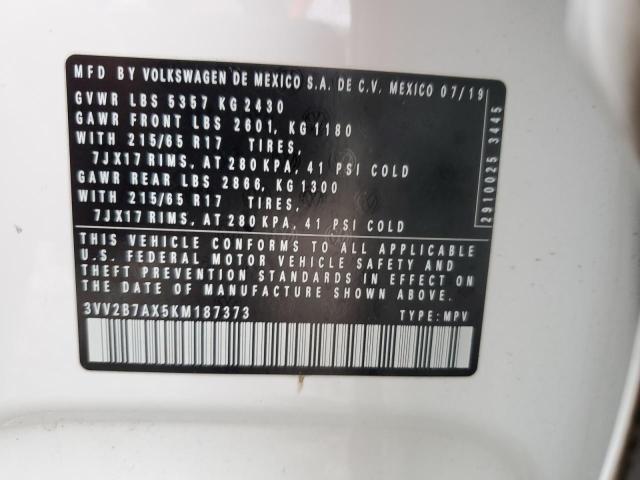 MFD BY VOLKSWAGEN DE MEXICO S.A. DE C.V. MEXICO 07/19
GVWR LBS 5357 KG 2430
GAWR FRONT LBS 2601, KG 1180
WITH 215/65 R17 TIRES,
7JX17 RIMS, AT 280 KPA, 41 PSI COLD
GAWR REAR LBS 2866, KG 1300
WITH 215/65 R17 TIRES,
7JX17 RIMS, AT 280 KPA, 41 PSI COLD
THIS VEHICLE CONFORMS TO ALL APPLICABLE
U.S. FEDERAL MOTOR VEHICLE SAFETY AND
THEFT PREVENTION STANDARDS IN EFFECT ON
THE DATE OF MANUFACTURE SHOWN ABOVE.
3VV2B7AX5KM187373 TYPE: MPV
2910025 3445